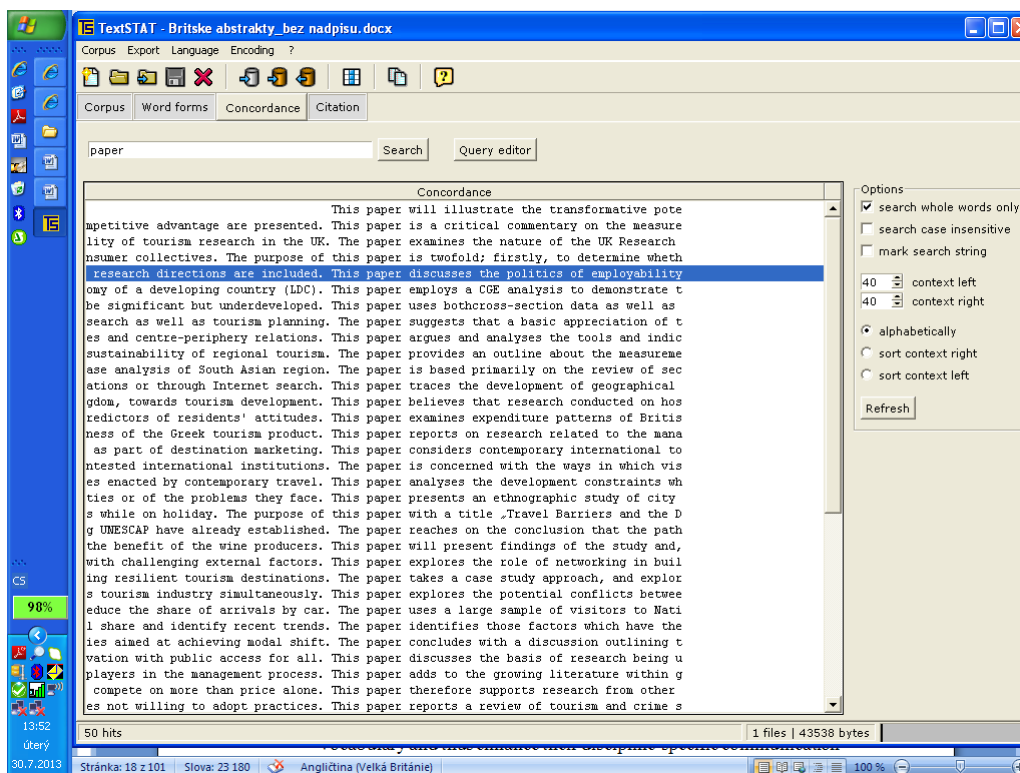 TextSTAT - Britske abstrakty_bez nadpisu.docx
Corpus Export Language Encoding ?
Corpus Word forms Concordance Citation
paper Search Query editor
Concordance
This paper will illustrate the transformative pote
mpetitive advantage are presented. This paper is a critical commentary on the measure
lity of tourism research in the UK. The paper examines the nature of the UK Research
nsumer collectives. The purpose of this paper is twofold; firstly, to determine wheth
research directions are included. This paper discusses the politics of employability
omy of a developing country (LDC). This paper employs a CGE analysis to demonstrate t
be significant but underdeveloped. This paper uses bothcross-section data as well as
search as well as tourism planning. The paper suggests that a basic appreciation of t
es and centre-periphery relations. This paper argues and analyses the tools and indic
sustainability of regional tourism. The paper provides an outline about the measureme
ase analysis of South Asian region. The paper is based primarily on the review of sec
ations or through Internet search. This paper traces the development of geographical
gdom, towards tourism development. This paper believes that research conducted on hos
redictors of residents' attitudes. This paper examines expenditure patterns of Britis
ness of the Greek tourism product. This paper reports on research related to the mana
as part of destination marketing. This paper considers contemporary international to
ntested international institutions. The paper is concerned with the ways in which vis
es enacted by contemporary travel. This paper analyses the development constraints wh
ties or of the problems they face. This paper presents an ethnographic study of city
s while on holiday. The purpose of this paper with a title „Travel Barriers and the D
g UNESCAP have already established. The paper reaches on the conclusion that the path
the benefit of the wine producers. This paper will present findings of the study and,
with challenging external factors. This paper explores the role of networking in buil
ing resilient tourism destinations. The paper takes a case study approach, and explor
s tourism industry simultaneously. This paper explores the potential conflicts betwee
educe the share of arrivals by car. The paper uses a large sample of visitors to Nati
l share and identify recent trends. The paper identifies those factors which have the
ies aimed at achieving modal shift. The paper concludes with a discussion outlining t
vation with public access for all. This paper discusses the basis of research being u
players in the management process. This paper adds to the growing literature within g
compete on more than price alone. This paper therefore supports research from other
es not willing to adopt practices. This paper reports a review of tourism and crime s
Options
search whole words only
search case insensitive
mark search string
40 context left
40 context right
alphabetically
sort context right
sort context left
Refresh
50 hits 1 files | 43538 bytes
CS
98%
13:52
úterý
30.7.2013
Stránka: 18 z 101 Slova: 23 180 Angličtina (Velká Británie) 100 %